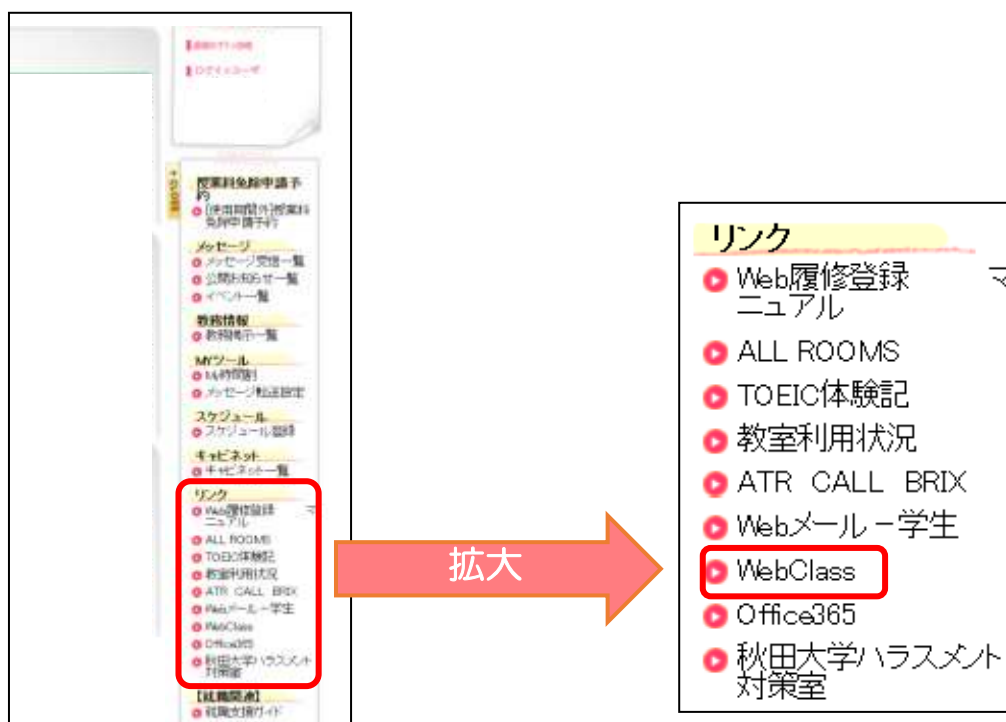 ログインユーザ
授業料免除申請予
約
[使用期間外]授業料
免除申請予約
メッセージ
メッセージ受信一覧
公開お知らせ一覧
イベント一覧
教務情報
教務掲示一覧
MYツール
My時間割
メッセージ転送設定
スケジュール
スケジュール登録
キャビネット
キャビネット一覧
リンク
Web履修登録 マ
ニュアル
ALL ROOMS
TOEIC体験記
教室利用状況
ATR CALL BRIX
Webメール－学生
WebClass
Office365
秋田大学ハラスメント
対策室
【就職関連】
就職支援ガイド
拡大
リンク
Web履修登録 マ
ニュアル
ALL ROOMS
TOEIC体験記
教室利用状況
ATR CALL BRIX
Webメール－学生
WebClass
Office365
秋田大学ハラスメント
対策室